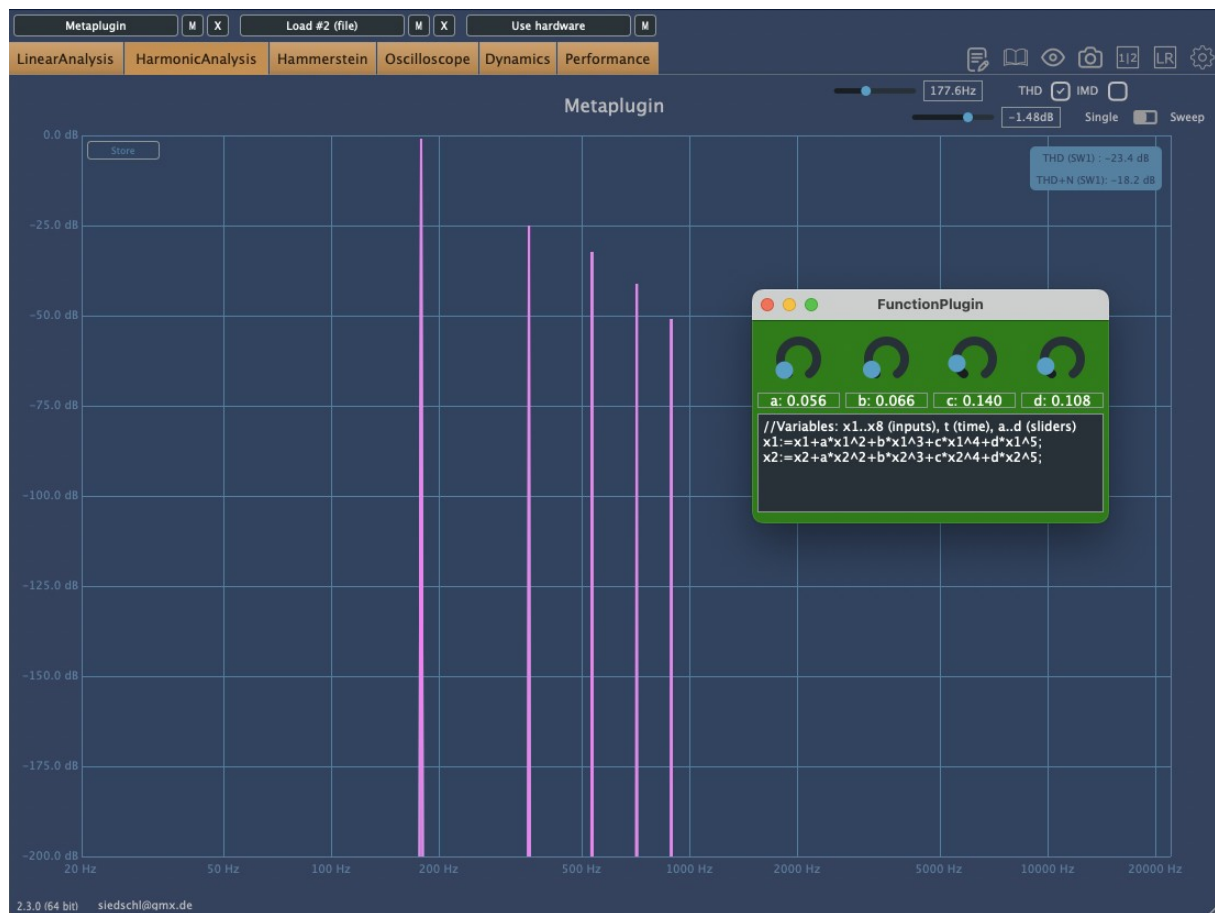 Metaplugin M X Load #2 (file) M X Use hardware M
LinearAnalysis HarmonicAnalysis Hammerstein Oscilloscope Dynamics Performance
1|2 LR
177.6Hz THD IMD
Metaplugin
-1.48dB Single Sweep
0.0 dB
Store
THD (SW1) : -23.4 dB
THD+N (SW1): -18.2 dB
-25.0 dB
-50.0 dB
-75.0 dB
-100.0 dB
-125.0 dB
-150.0 dB
-175.0 dB
-200.0 dB
FunctionPlugin
a: 0.056 b: 0.066 c: 0.140 d: 0.108
//Variables: x1..x8 (inputs), t (time), a..d (sliders)
x1:=x1+a*x1^2+b*x1^3+c*x1^4+d*x1^5;
x2:=x2+a*x2^2+b*x2^3+c*x2^4+d*x2^5;
20 Hz 50 Hz 100 Hz 200 Hz 500 Hz 1000 Hz 2000 Hz 5000 Hz 10000 Hz 20000 Hz
2.3.0 (64 bit) siedschl@gmx.de